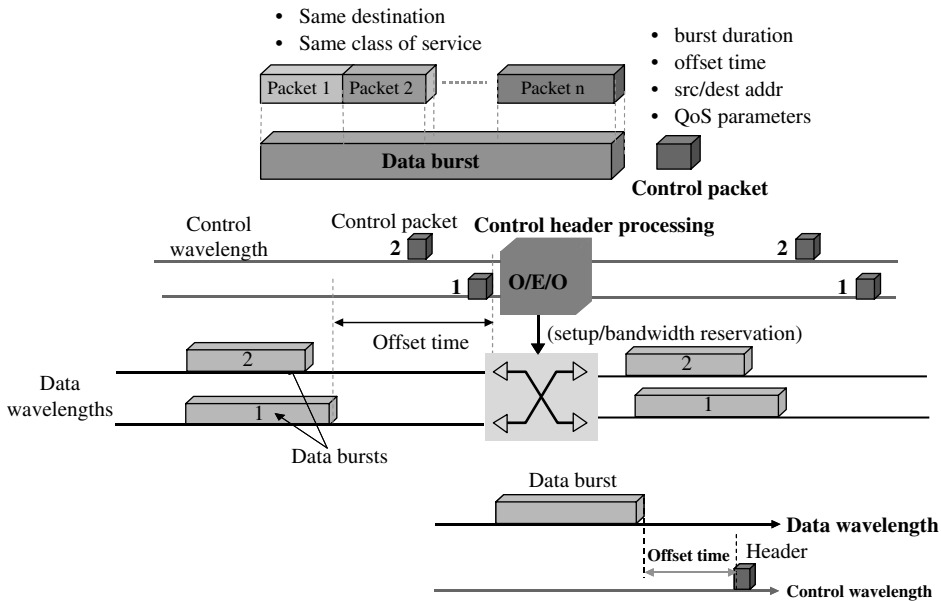 • Same destination
• Same class of service
• burst duration
• offset time
• src/dest addr
• QoS parameters
Packet 1
Packet 2
Packet n
Data burst
Control packet
Control
wavelength
Control packet
Control header processing
2
2
1
1
O/E/O
Offset time
(setup/bandwidth reservation)
2
2
Data
wavelengths
1
1
Data bursts
Data burst
Data wavelength
Offset time
Header
Control wavelength